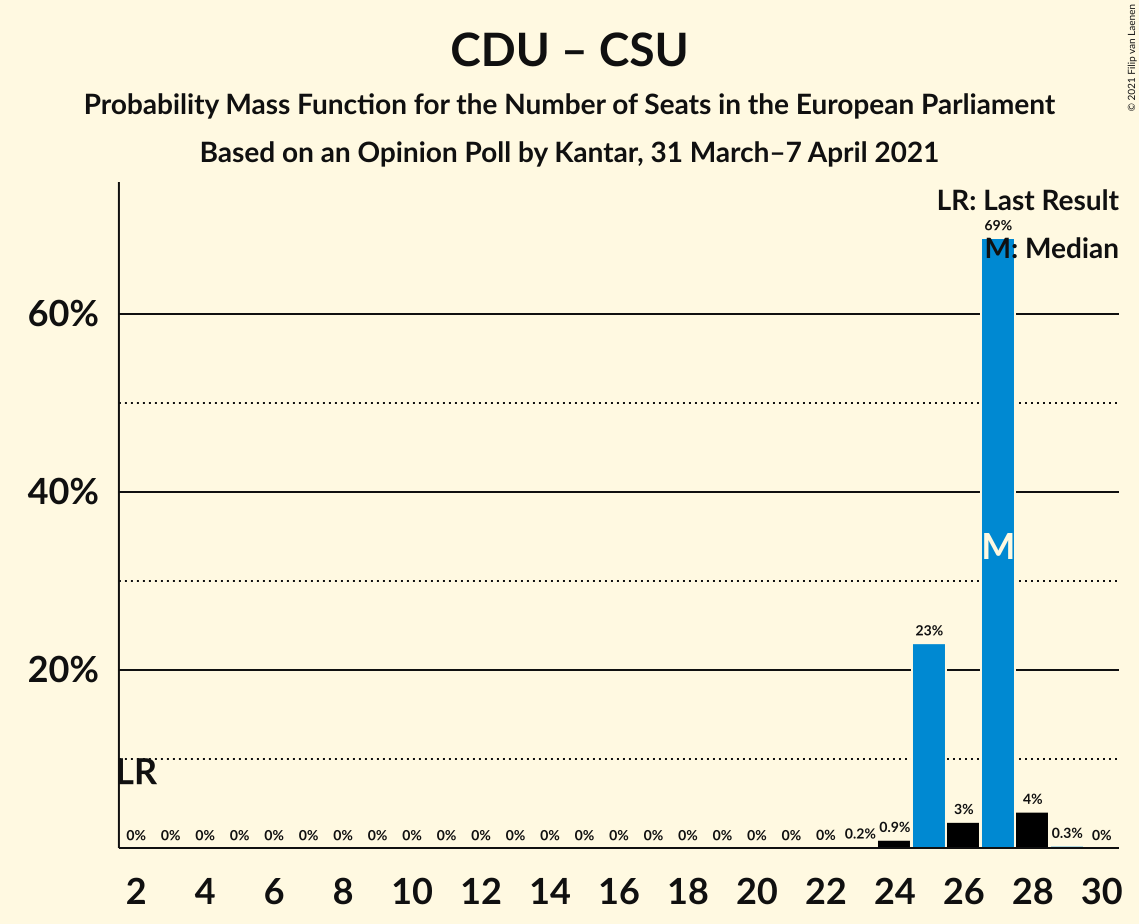 CDU – CSU
Probability Mass Function for the Number of Seats in the European Parliament
Based on an Opinion Poll by Kantar, 31 March–7 April 2021
© 2021 Filip van Laenen
LR: Last Result
69%
M: Median
60%
40%
M
23%
20%
LR
0% 0% 0% 0% 0% 0% 0% 0% 0% 0% 0% 0% 0% 0% 0% 0% 0% 0% 0% 0% 0% 0.2% 0.9% 3% 4% 0.3% 0%
2 4 6 8 10 12 14 16 18 20 22 24 26 28 30